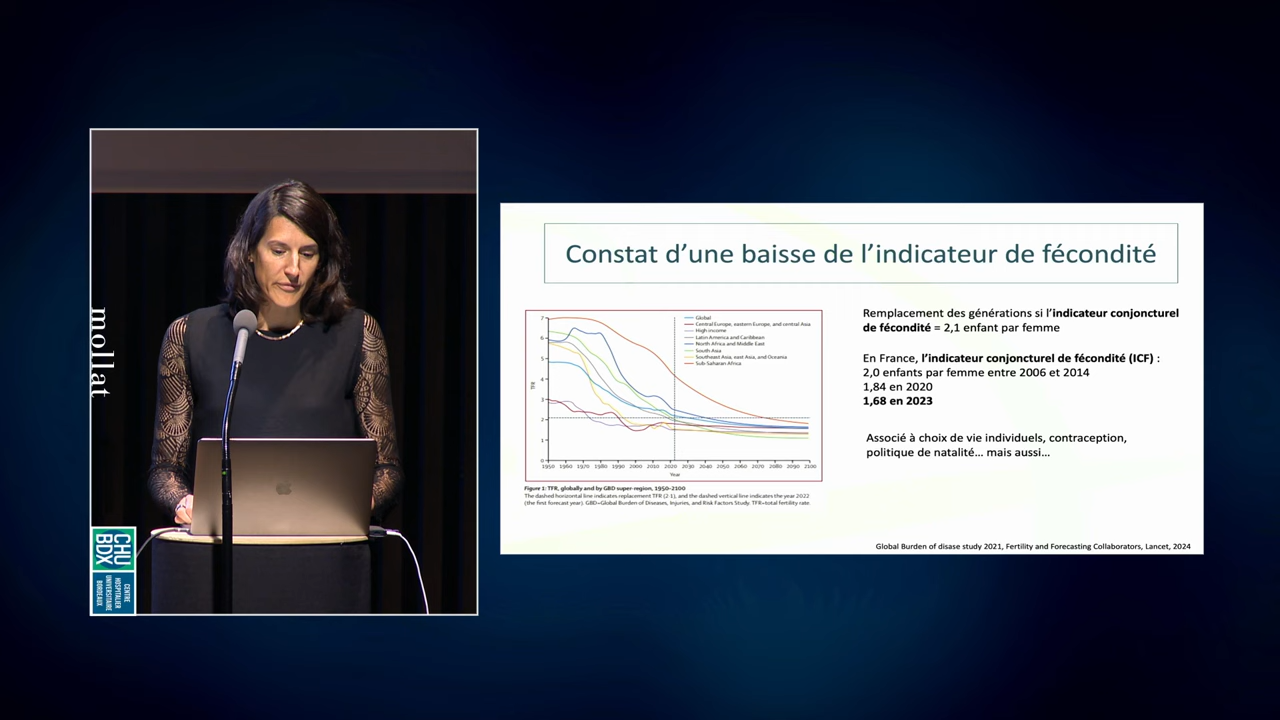 mollat
CHU
BDX
CENTRE
HOSPITALIER
UNIVERSITAIRE
BORDEAUX
Constat d'une baisse de l'indicateur de fécondité
7
6
5
4
3
2
1
0
TFR
1950 1960 1970 1980 1990 2000 2010 2020 2030 2040 2050 2060 2070 2080 2090 2100
Year
Global
Central Europe, eastern Europe, and central Asia
High income
Latin America and Caribbean
North Africa and Middle East
South Asia
Southeast Asia, east Asia, and Oceania
Sub-Saharan Africa
Figure 1: TFR, globally and by GBD super-region, 1950–2100
The dashed horizontal line indicates replacement TFR (2·1), and the dashed vertical line indicates the year 2022
(the first forecast year). GBD=Global Burden of Diseases, Injuries, and Risk Factors Study. TFR=total fertility rate.
Remplacement des générations si l'indicateur conjoncturel
de fécondité = 2,1 enfant par femme
En France, l'indicateur conjoncturel de fécondité (ICF) :
2,0 enfants par femme entre 2006 et 2014
1,84 en 2020
1,68 en 2023
Associé à choix de vie individuels, contraception,
politique de natalité... mais aussi...
Global Burden of disase study 2021, Fertility and Forecasting Collaborators, Lancet, 2024